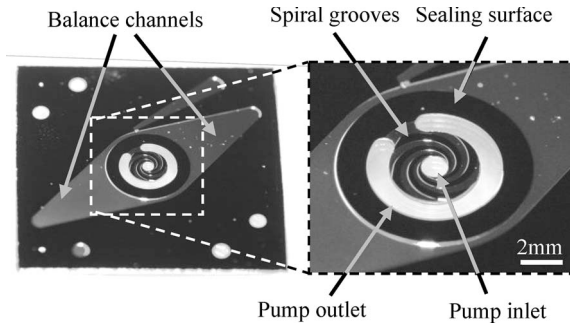 Balance channels
Spiral grooves
Sealing surface
2mm
Pump outlet
Pump inlet